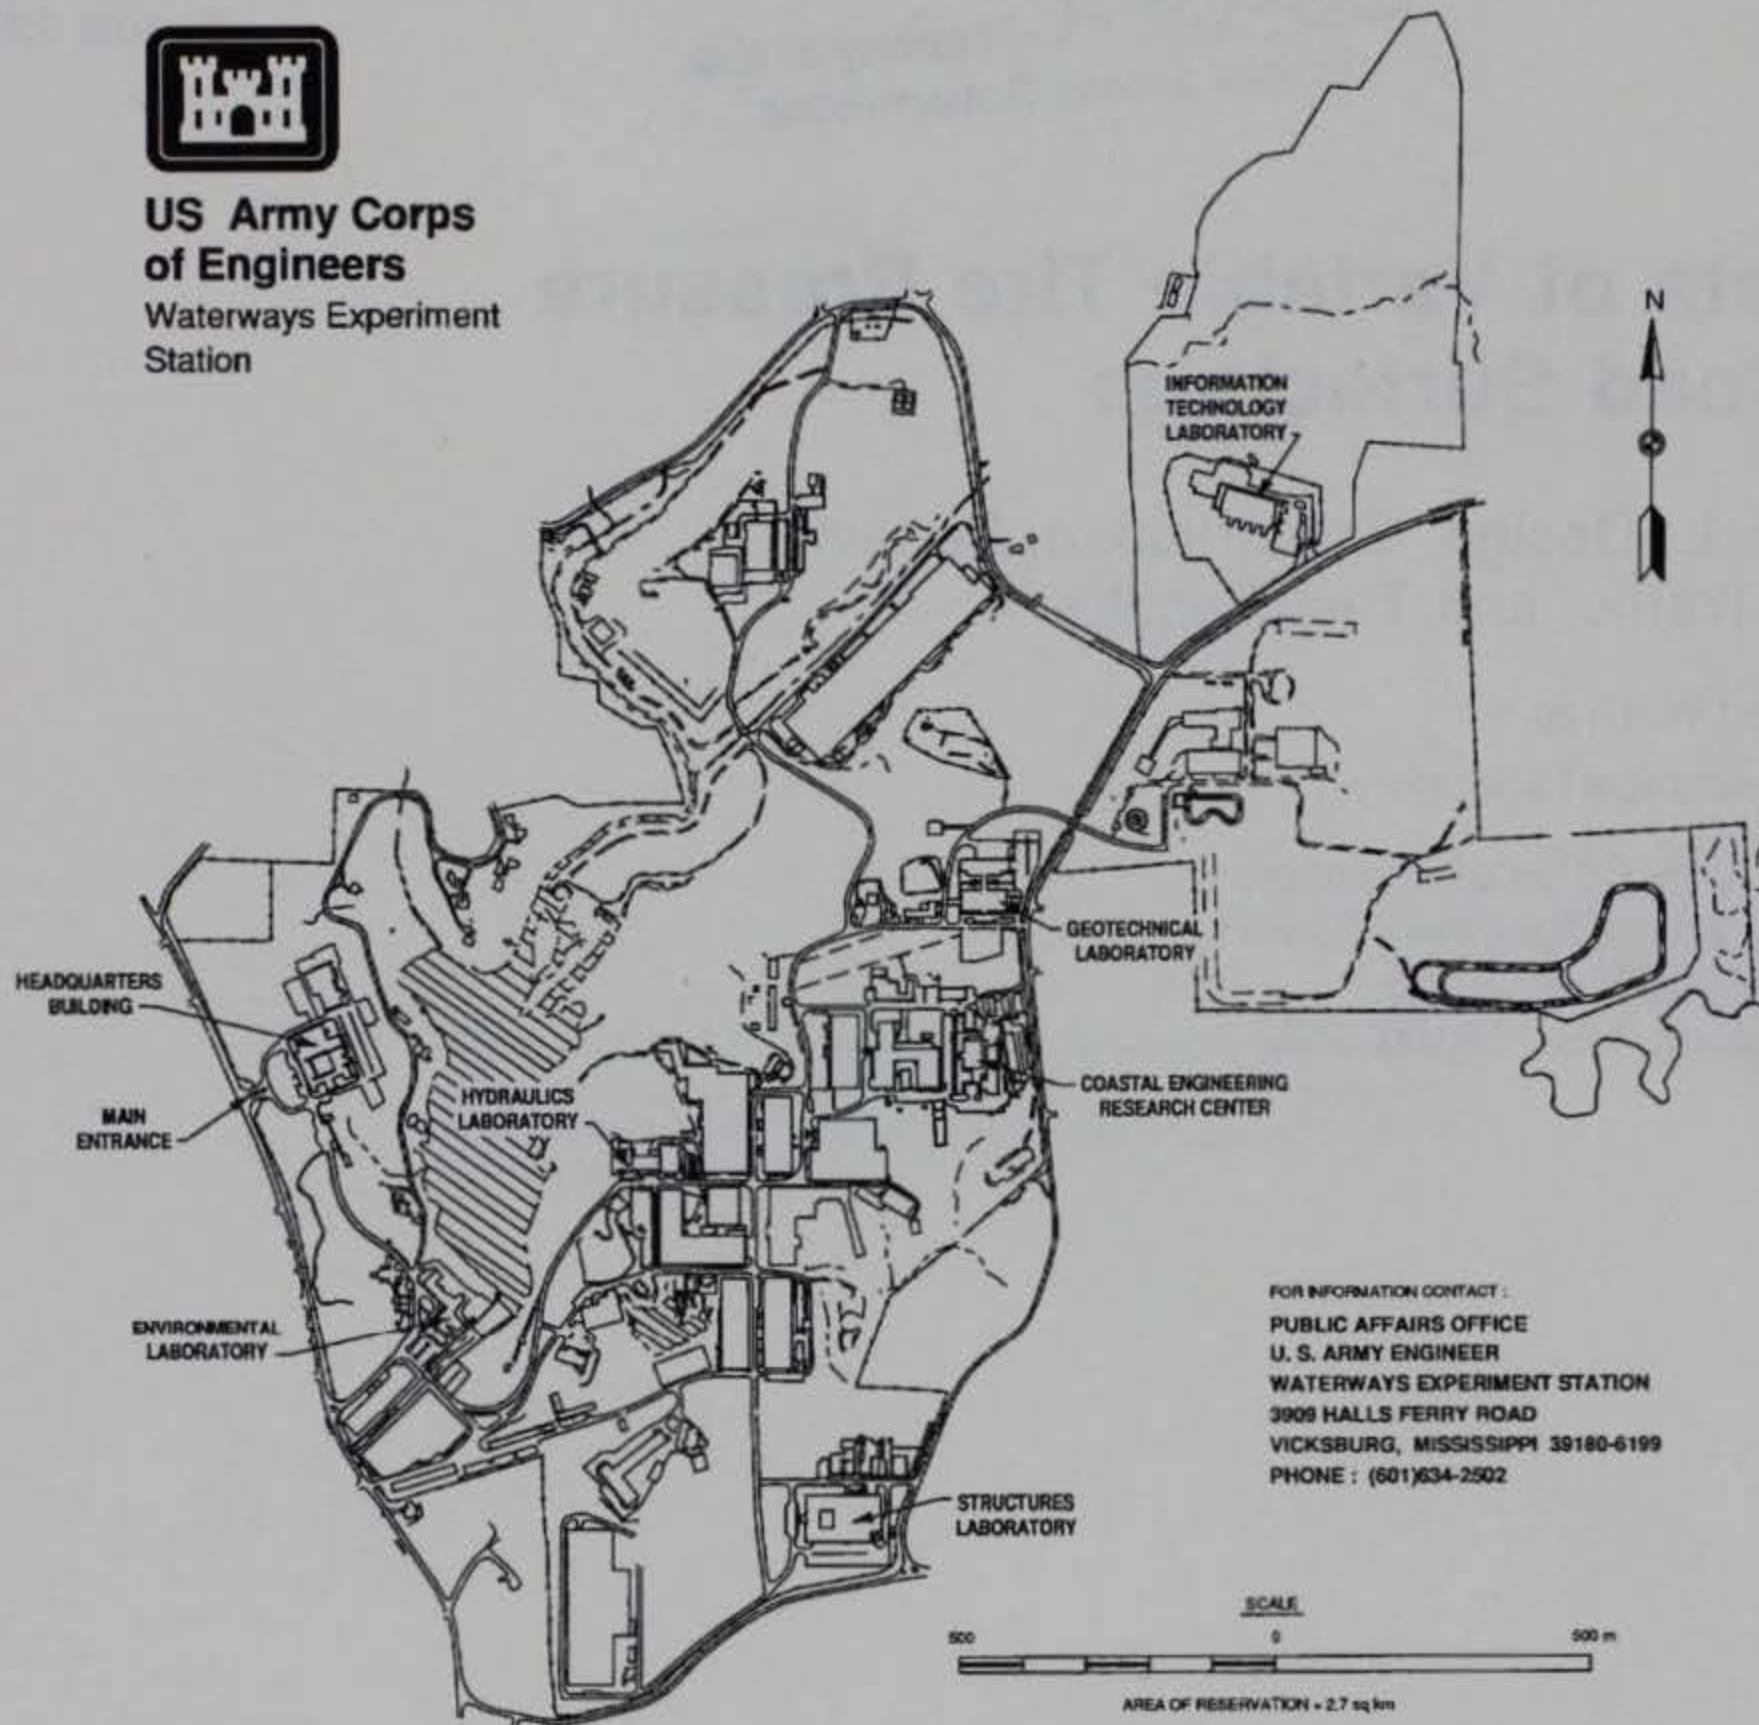 US Army Corps
of Engineers
Waterways Experiment
Station
N
INFORMATION
TECHNOLOGY
LABORATORY
GEOTECHNICAL
LABORATORY
HEADQUARTERS
BUILDING
HYDRAULICS
LABORATORY
COASTAL ENGINEERING
RESEARCH CENTER
MAIN
ENTRANCE
ENVIRONMENTAL
LABORATORY
FOR INFORMATION CONTACT :
PUBLIC AFFAIRS OFFICE
U. S. ARMY ENGINEER
WATERWAYS EXPERIMENT STATION
3909 HALLS FERRY ROAD
VICKSBURG, MISSISSIPPI 39180-6199
PHONE : (601)634-2502
STRUCTURES
LABORATORY
SCALE
500 0 500 m
AREA OF RESERVATION = 2.7 sq km